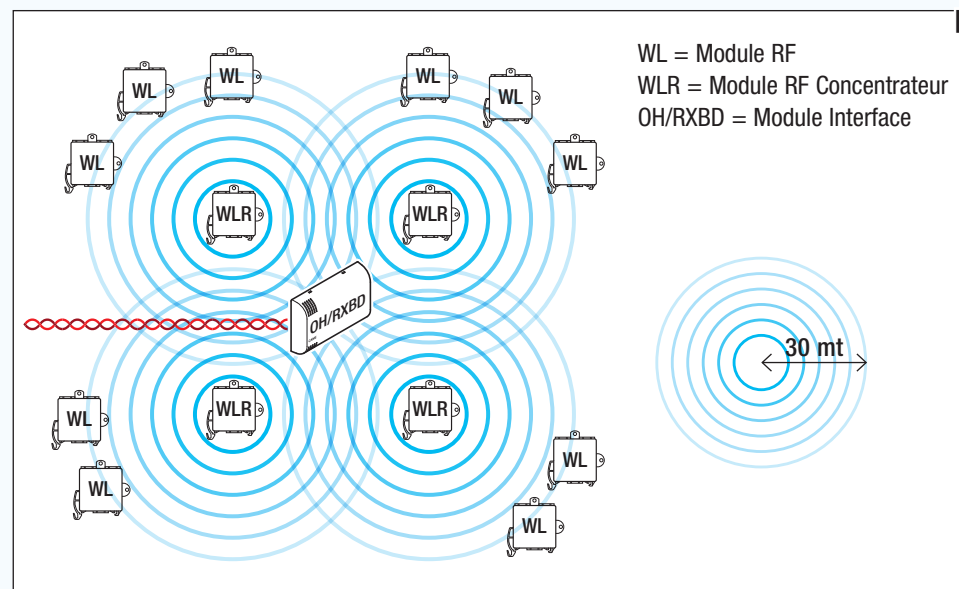 WL
WL
WL
WL
WL
WL
WLR
WLR
OH/RXBD
WLR
WLR
WL
WL
WL
WL
WL = Module RF
WLR = Module RF Concentrateur
OH/RXBD = Module Interface
30 mt